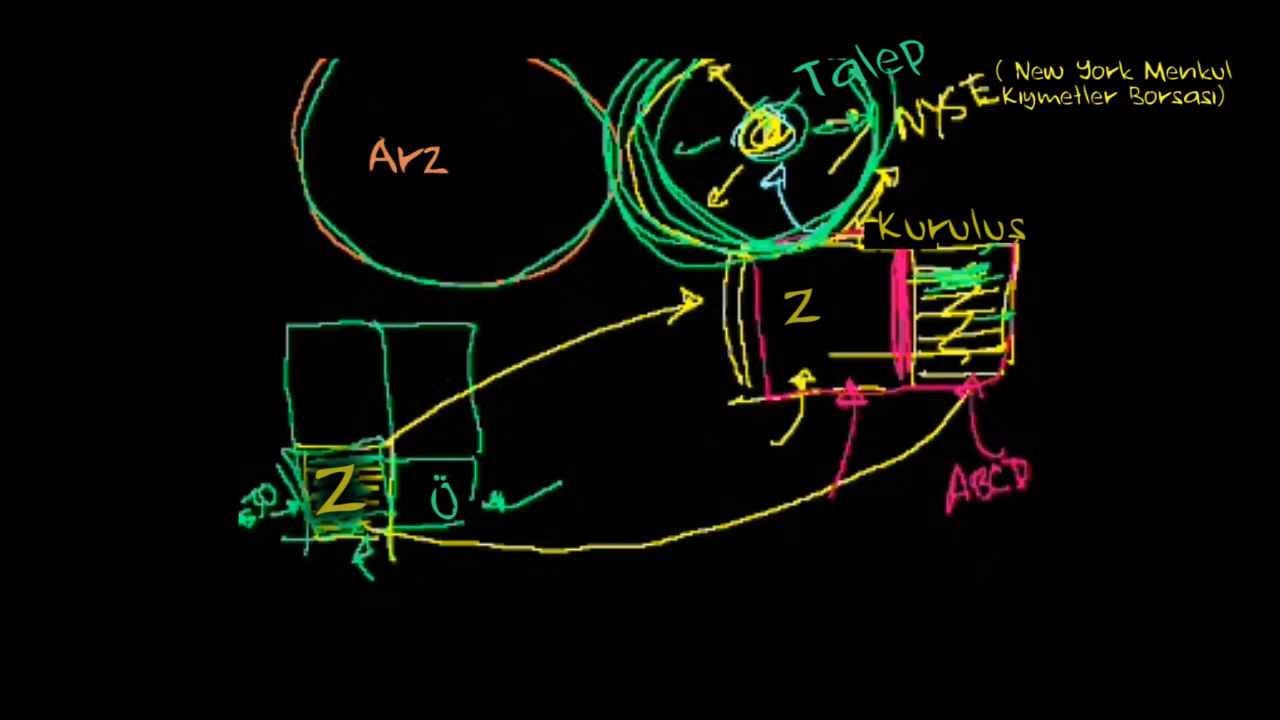 Talep
( New York Menkul
Kıymetler Borsası)
NYSE
Arz
Kuruluş
Z
Z
Ü
ABCD